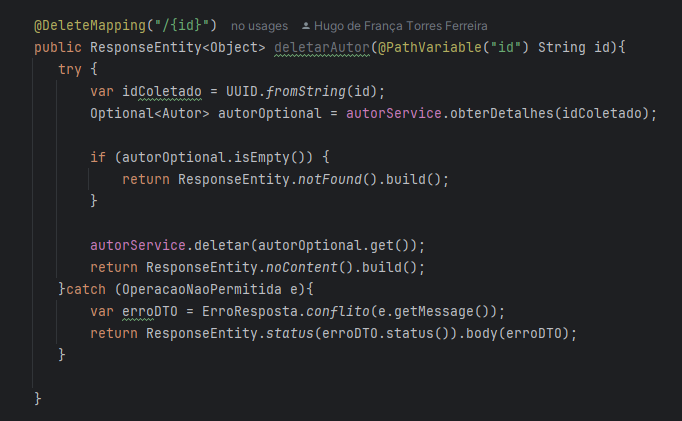 @DeleteMapping("/{id}") no usages Hugo de França Torres Ferreira
public ResponseEntity<Object> deletarAutor(@PathVariable("id") String id){
try {
var idColetado = UUID.fromString(id);
Optional<Autor> autorOptional = autorService.obterDetalhes(idColetado);
if (autorOptional.isEmpty()) {
return ResponseEntity.notFound().build();
}
autorService.deletar(autorOptional.get());
return ResponseEntity.noContent().build();
}catch (OperacaoNaoPermitida e){
var erroDTO = ErroResposta.conflito(e.getMessage());
return ResponseEntity.status(erroDTO.status()).body(erroDTO);
}
}